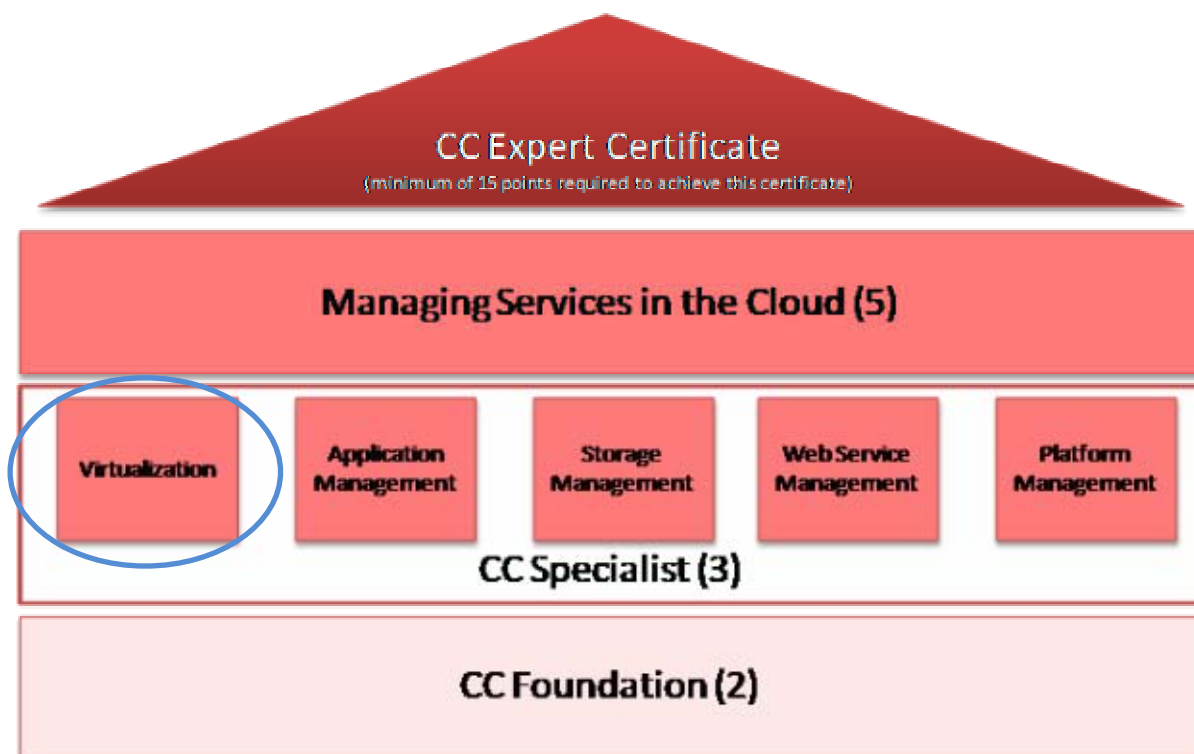 CC Expert Certificate
(minimum of 15 points required to achieve this certificate)
Managing Services in the Cloud (5)
Virtualization
Application
Management
Storage
Management
Web Service
Management
Platform
Management
CC Specialist (3)
CC Foundation (2)